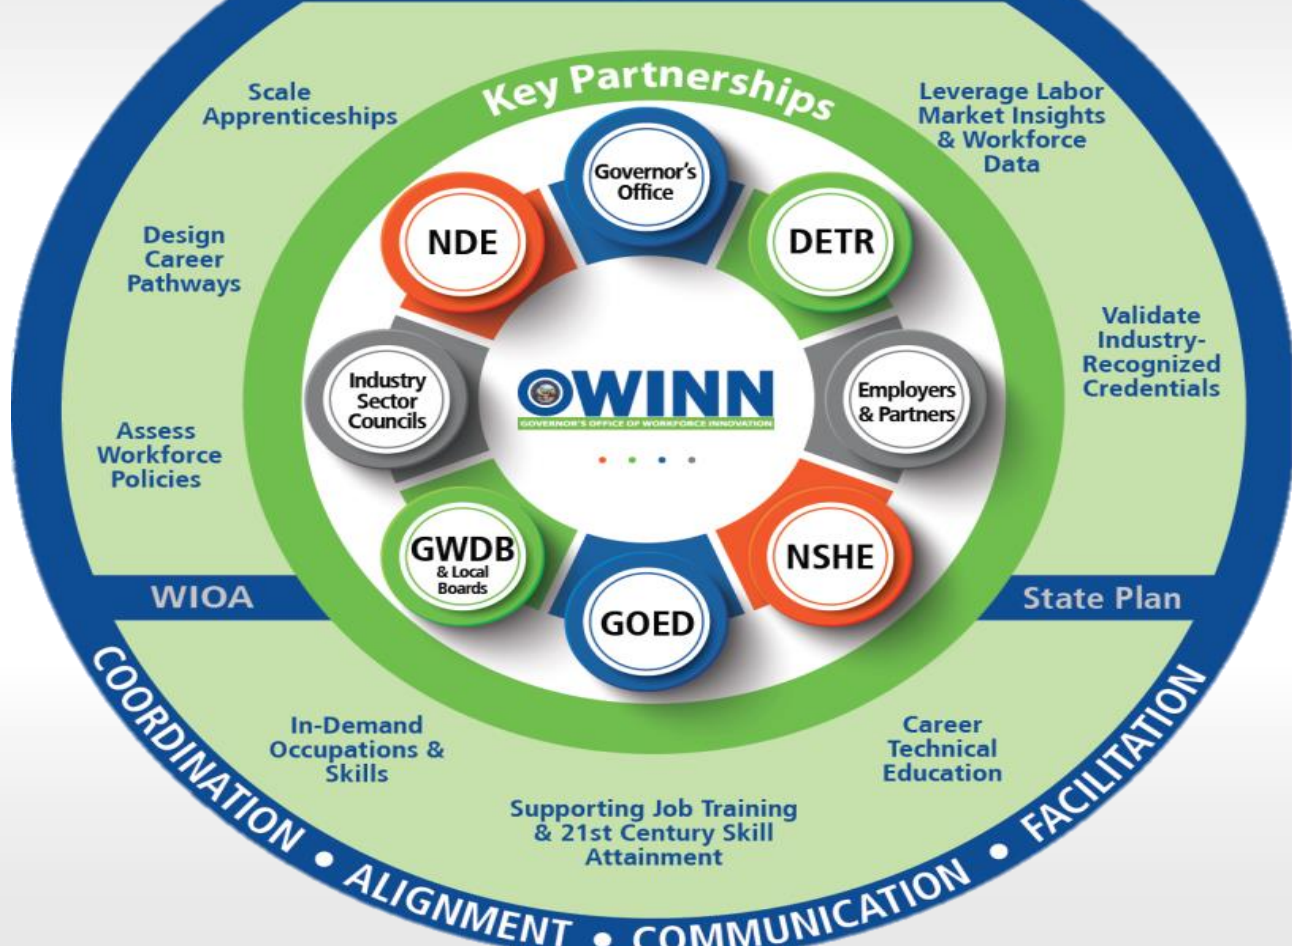 Key Partnerships
Scale
Apprenticeships
Leverage Labor
Market Insights
& Workforce
Data
Design
Career
Pathways
Validate
Industry-
Recognized
Credentials
Assess
Workforce
Policies
Governor's
Office
NDE
DETR
Industry
Sector
Councils
Employers
& Partners
OWINN
GOVERNOR'S OFFICE OF WORKFORCE INNOVATION
GWDB
& Local
Boards
NSHE
GOED
WIOA
State Plan
In-Demand
Occupations &
Skills
Career
Technical
Education
Supporting Job Training
& 21st Century Skill
Attainment
COORDINATION • ALIGNMENT • COMMUNICATION • FACILITATION